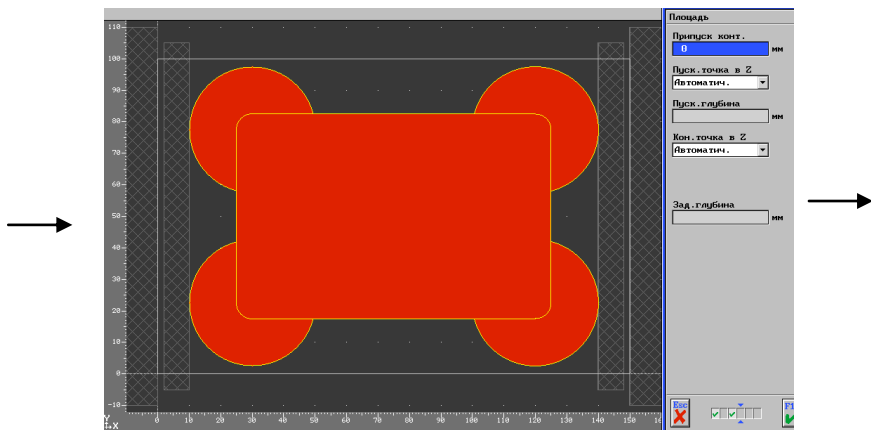 Площадь
Припуск конт.
0 мм
Пуск.точка в Z
Автоматич.
Пуск.глубина
мм
Кон.точка в Z
Автоматич.
Зад.глубина
мм
110
100
90
80
70
60
50
40
30
20
10
0
-10
0 10 20 30 40 50 60 70 80 90 100 110 120 130 140 150 16
Y
X
Esc
F1